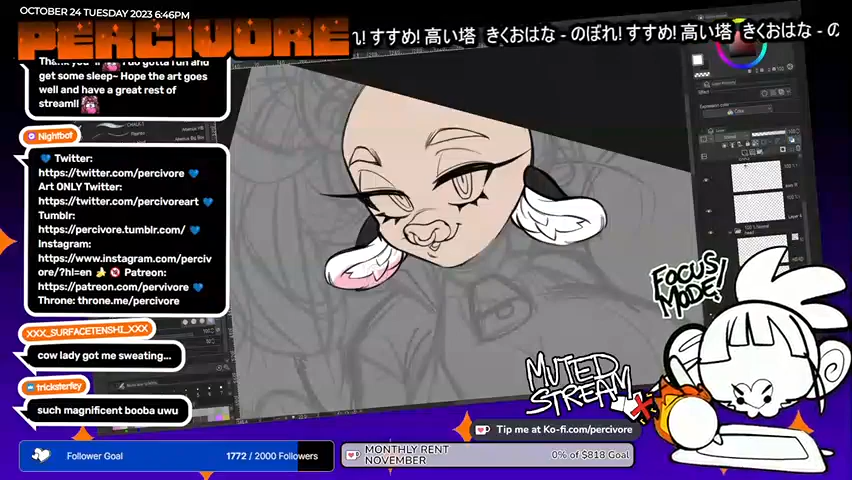 OCTOBER 24 TUESDAY 2023 6:46PM
PERCIVORE
れ! すすめ! 高い塔 きくおはな - のぼれ! すすめ! 高い塔 きくおはな - の
gotta run and
get some sleep~ Hope the art goes
well and have a great rest of
stream!!
Nightbot
Twitter:
https://twitter.com/percivore
Art ONLY Twitter:
https://twitter.com/percivoreart
Tumblr:
https://percivore.tumblr.com/
Instagram:
https://www.instagram.com/perciv
ore/?hl=en Patreon:
https://patreon.com/pervivore
Throne: throne.me/percivore
XXX_SURFACETENSHI_XXX
cow lady got me sweating...
tricksterfey
such magnificent booba uwu
FOCUS
MODE!
MUTED
STREAM
Tip me at Ko-fi.com/percivore
Follower Goal
1772 / 2000 Followers
MONTHLY RENT
NOVEMBER
0% of $818 Goal